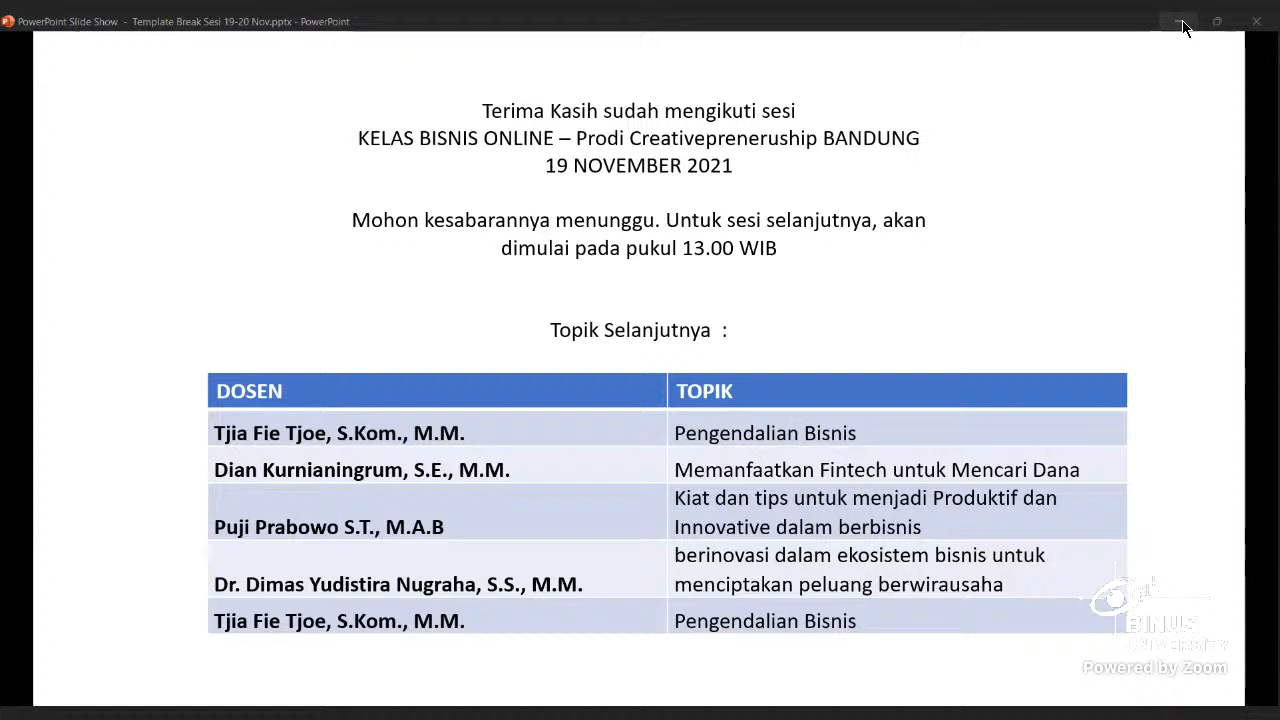 PowerPoint Slide Show - Template Break Sesi 19-20 Nov.pptx - PowerPoint
Terima Kasih sudah mengikuti sesi
KELAS BISNIS ONLINE – Prodi Creativepreneruship BANDUNG
19 NOVEMBER 2021
Mohon kesabarannya menunggu. Untuk sesi selanjutnya, akan
dimulai pada pukul 13.00 WIB
Topik Selanjutnya :
DOSEN TOPIK
Tjia Fie Tjoe, S.Kom., M.M. Pengendalian Bisnis
Dian Kurnianingrum, S.E., M.M. Memanfaatkan Fintech untuk Mencari Dana
Kiat dan tips untuk menjadi Produktif dan
Puji Prabowo S.T., M.A.B Innovative dalam berbisnis
berinovasi dalam ekosistem bisnis untuk
Dr. Dimas Yudistira Nugraha, S.S., M.M. menciptakan peluang berwirausaha
Tjia Fie Tjoe, S.Kom., M.M. Pengendalian Bisnis
BINUS
UNIVERSITY
Powered by Zoom